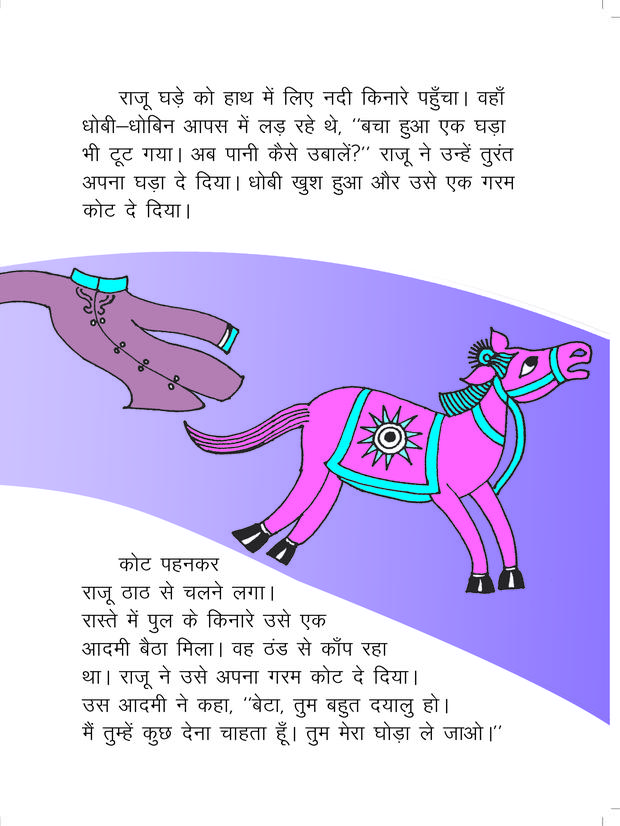 राजू घड़े को हाथ में लिए नदी किनारे पहुँचा। वहाँ
धोबी–धोबिन आपस में लड़ रहे थे, ‘‘बचा हुआ एक घड़ा
भी टूट गया। अब पानी कैसे उबालें?’’ राजू ने उन्हें तुरंत
अपना घड़ा दे दिया। धोबी खुश हुआ और उसे एक गरम
कोट दे दिया।
कोट पहनकर
राजू ठाठ से चलने लगा।
रास्ते में पुल के किनारे उसे एक
आदमी बैठा मिला। वह ठंड से काँप रहा
था। राजू ने उसे अपना गरम कोट दे दिया।
उस आदमी ने कहा, ‘‘बेटा, तुम बहुत दयालु हो।
मैं तुम्हें कुछ देना चाहता हूँ। तुम मेरा घोड़ा ले जाओ।’’